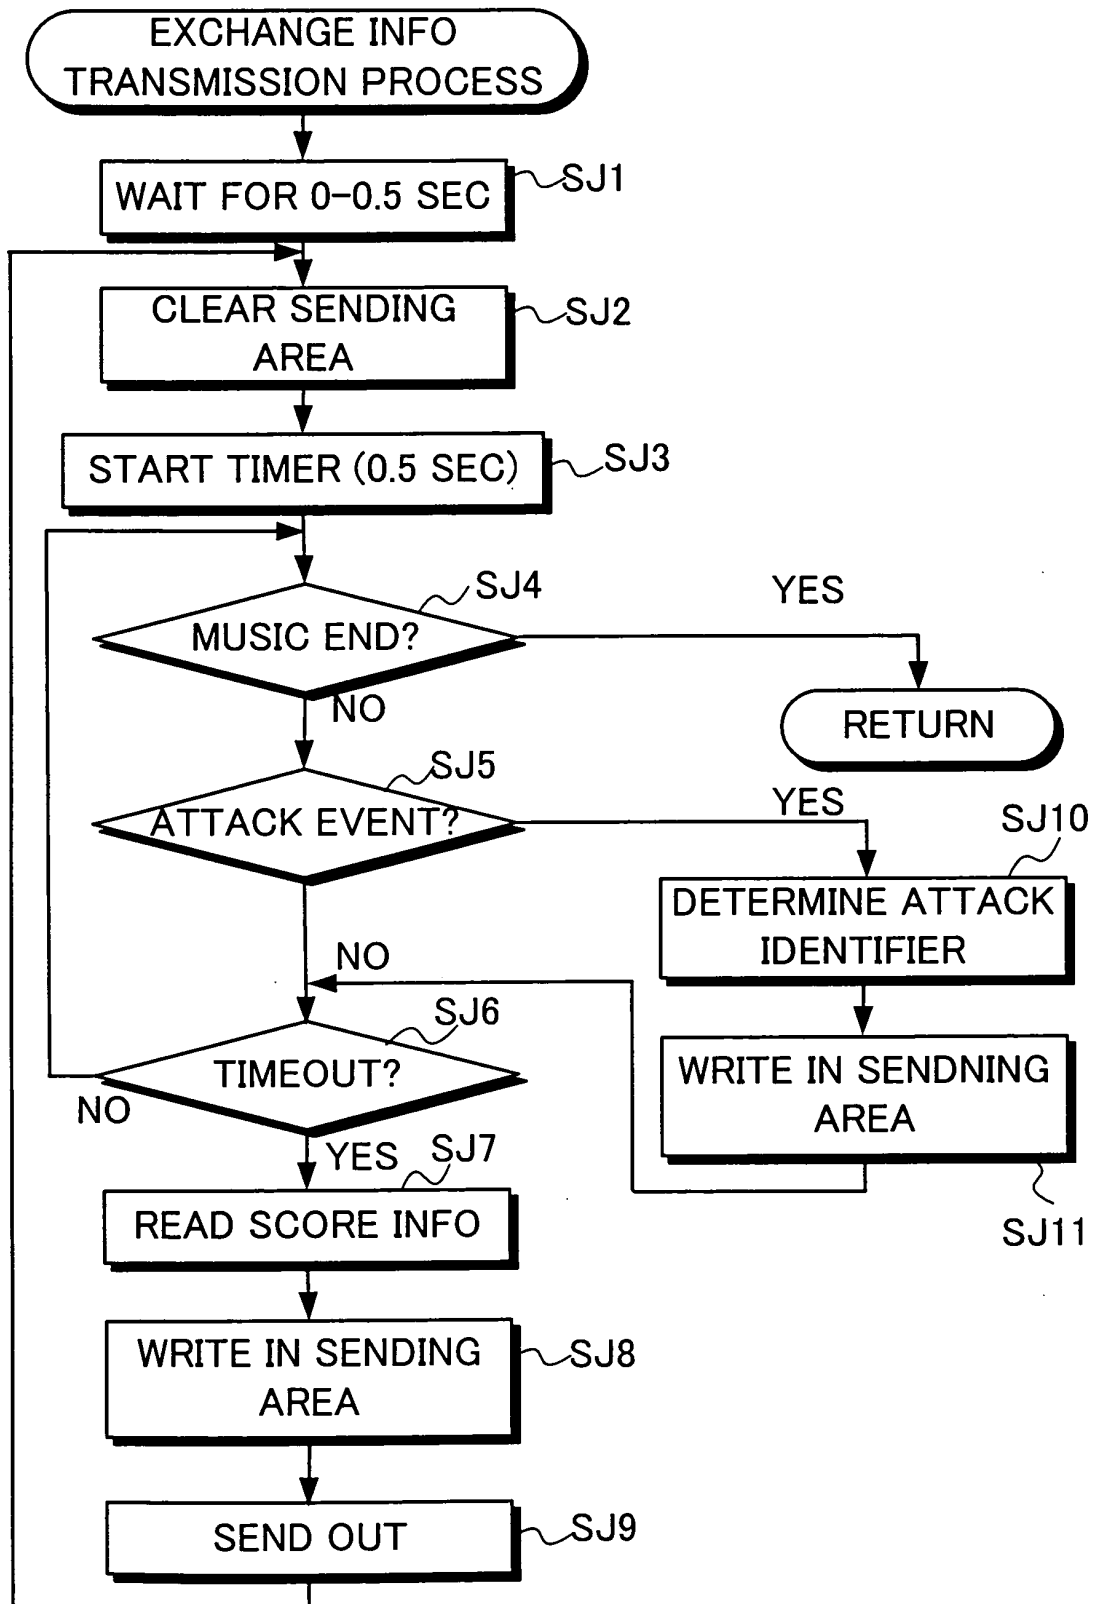 EXCHANGE INFO
TRANSMISSION PROCESS
WAIT FOR 0-0.5 SEC
SJ1
CLEAR SENDING
AREA
SJ2
START TIMER (0.5 SEC)
SJ3
MUSIC END?
SJ4
YES
NO
RETURN
ATTACK EVENT?
SJ5
YES
SJ10
DETERMINE ATTACK
IDENTIFIER
NO
SJ6
TIMEOUT?
NO
WRITE IN SENDNING
AREA
SJ11
YES
SJ7
READ SCORE INFO
WRITE IN SENDING
AREA
SJ8
SEND OUT
SJ9